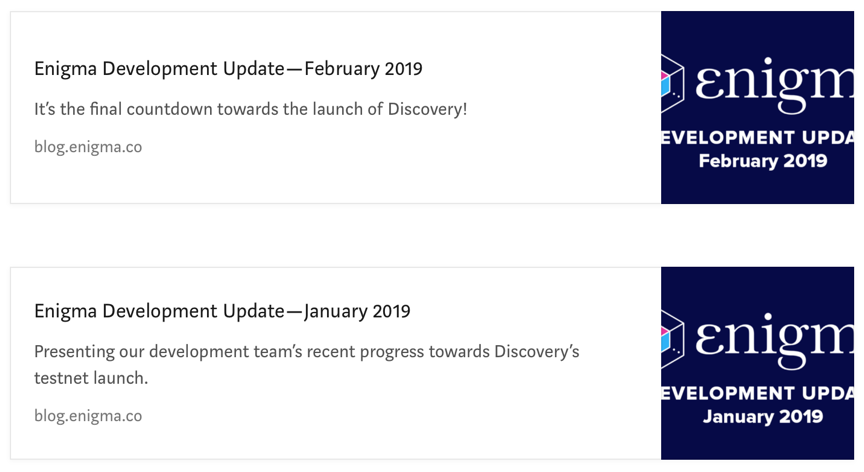 Enigma Development Update—February 2019
It’s the final countdown towards the launch of Discovery!
blog.enigma.co
εnigm
EVELOPMENT UPDA
February 2019
Enigma Development Update—January 2019
Presenting our development team’s recent progress towards Discovery’s
testnet launch.
blog.enigma.co
εnigm
EVELOPMENT UPDA
January 2019